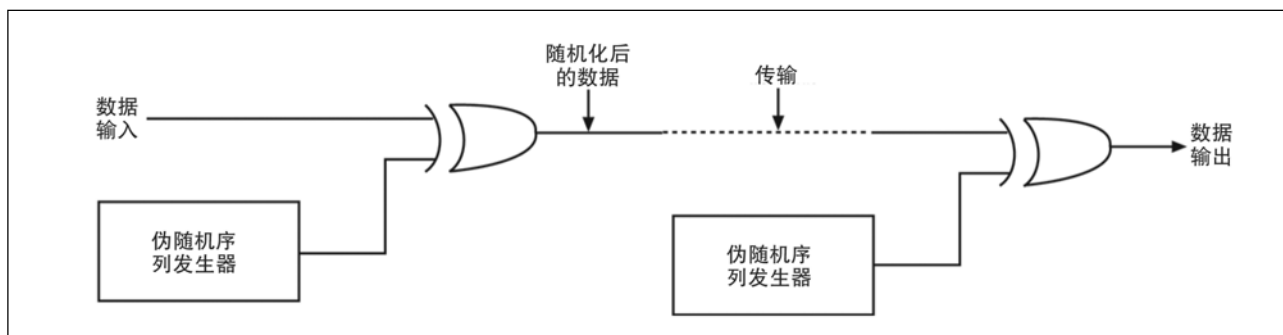 随机化后
的数据
传输
数据
输入
数据
输出
伪随机序
列发生器
伪随机序
列发生器